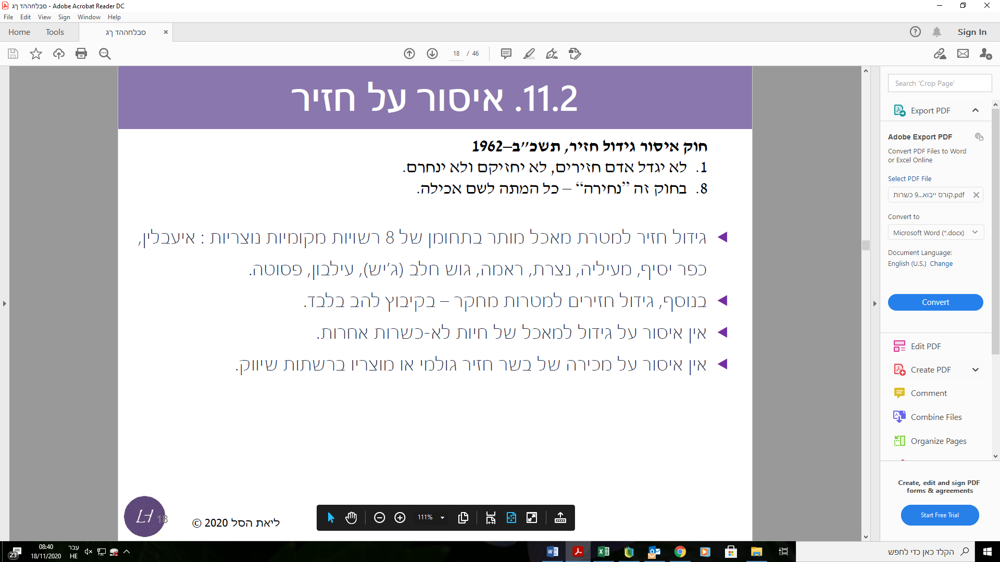 סבלחההד ךג - Adobe Acrobat Reader DC
File Edit View Sign Window Help
Home Tools סבלחההד ךג Sign In
18 / 46
11.2. איסור על חזיר
חוק איסור גידול חזיר, תשכ״ב–1962
1. לא יגדל אדם חזירים, לא יחזיקם ולא ינחרם.
8. בחוק זה ”נחירה“ – כל המתה לשם אכילה.
גידול חזיר למטרת מאכל מותר בתחומן של 8 רשויות מקומיות נוצריות : איעבלין,
כפר יסיף, מעיליה, נצרת, ראמה, גוש חלב (ג׳יש), עילבון, פסוטה.
בנוסף, גידול חזירים למטרות מחקר – בקיבוץ להב בלבד.
אין איסור על גידול למאכל של חיות לא-כשרות אחרות.
אין איסור על מכירה של בשר חזיר גולמי או מוצריו ברשתות שיווק.
LH 18
ליאת הסל 2020 ©
111%
Search 'Crop Page'
Export PDF
Adobe Export PDF
Convert PDF Files to Word
or Excel Online
Select PDF File
קורס ייבוא...9 כשרות.pdf
Convert to
Microsoft Word (*.docx)
Document Language:
English (U.S.) Change
Convert
Edit PDF
Create PDF
Comment
Combine Files
Organize Pages
Create, edit and sign PDF
forms & agreements
Start Free Trial
23
08:40
18/11/2020
עבר
HE
הקלד כאן כדי לחפש